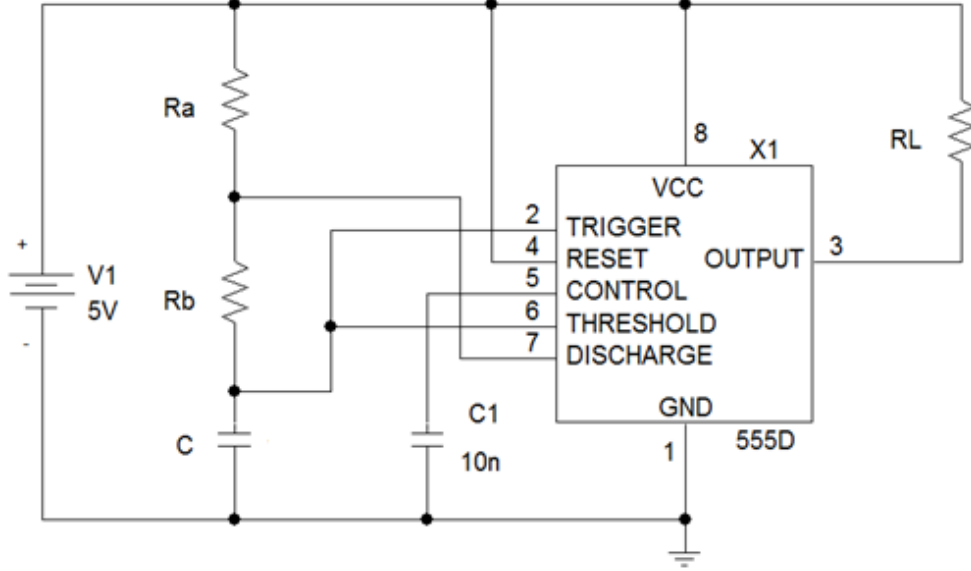 Ra
8
X1
RL
VCC
2
TRIGGER
4
RESET
OUTPUT
3
+
V1
5V
-
Rb
5
CONTROL
6
THRESHOLD
7
DISCHARGE
C
C1
10n
GND
1
555D